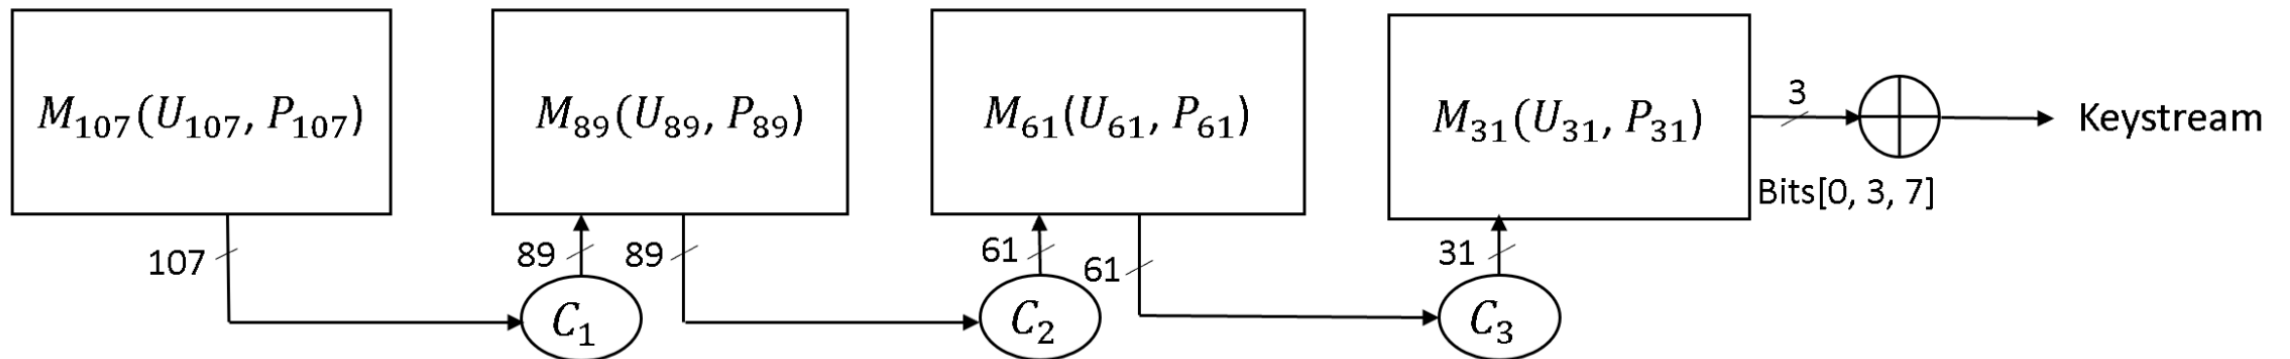 M₁₀₇(U₁₀₇, P₁₀₇)
M₈₉(U₈₉, P₈₉)
M₆₁(U₆₁, P₆₁)
M₃₁(U₃₁, P₃₁)
3
Keystream
Bits[0, 3, 7]
107
89
89
61
61
31
C₁
C₂
C₃